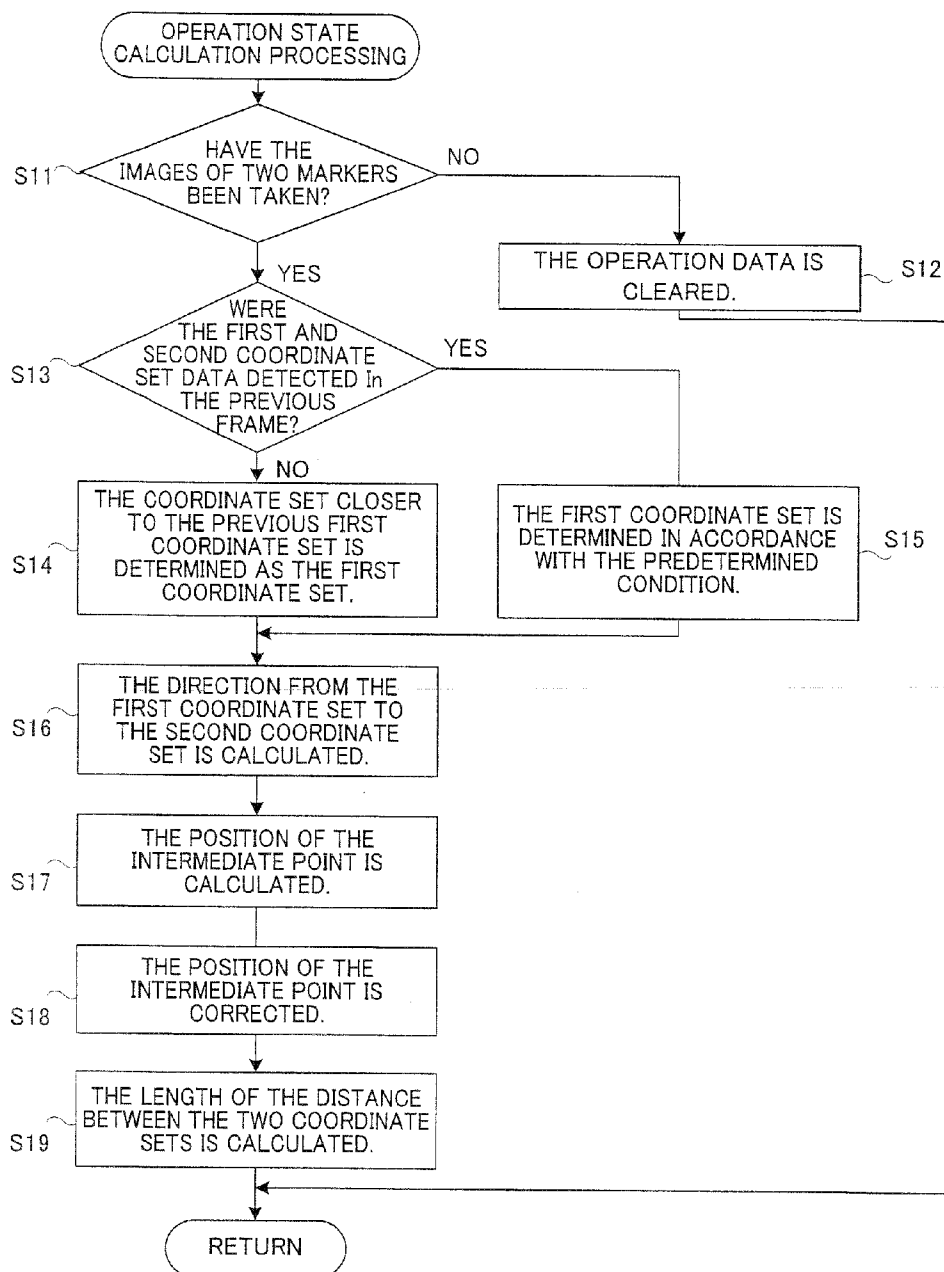 OPERATION STATE
CALCULATION PROCESSING
S11
HAVE THE
IMAGES OF TWO MARKERS
BEEN TAKEN?
NO
YES
THE OPERATION DATA IS
CLEARED.
S12
S13
WERE
THE FIRST AND
SECOND COORDINATE
SET DATA DETECTED In
THE PREVIOUS
FRAME?
YES
NO
S14
THE COORDINATE SET CLOSER
TO THE PREVIOUS FIRST
COORDINATE SET IS
DETERMINED AS THE FIRST
COORDINATE SET.
THE FIRST COORDINATE SET IS
DETERMINED IN ACCORDANCE
WITH THE PREDETERMINED
CONDITION.
S15
S16
THE DIRECTION FROM THE
FIRST COORDINATE SET TO
THE SECOND COORDINATE
SET IS CALCULATED.
S17
THE POSITION OF THE
INTERMEDIATE POINT IS
CALCULATED.
S18
THE POSITION OF THE
INTERMEDIATE POINT IS
CORRECTED.
S19
THE LENGTH OF THE DISTANCE
BETWEEN THE TWO COORDINATE
SETS IS CALCULATED.
RETURN